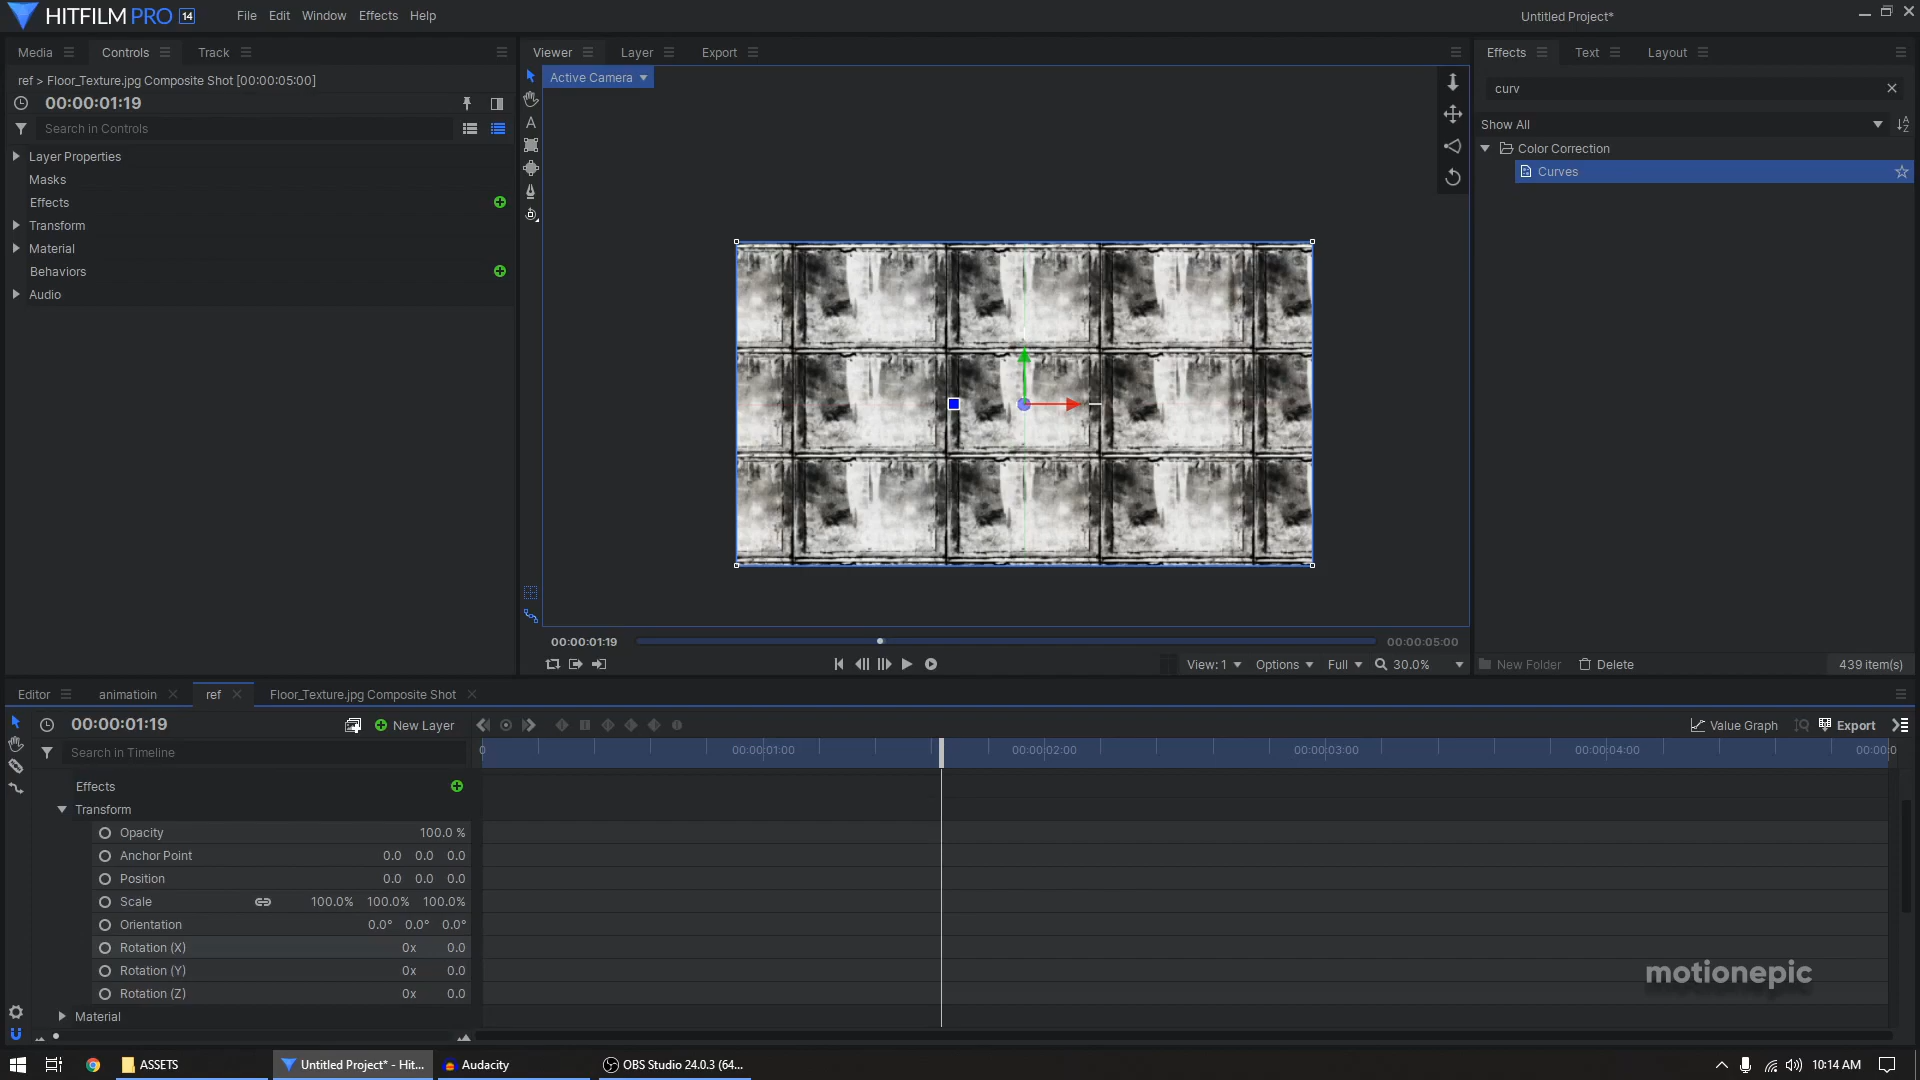 HITFILM PRO 14
File Edit Window Effects Help
Untitled Project*
Media Controls Track
Viewer Layer Export
Effects Text Layout
ref > Floor_Texture.jpg Composite Shot [00:00:05:00]
Active Camera
curv
00:00:01:19
Search in Controls
Show All
Layer Properties
Color Correction
Masks
Curves
Effects
Transform
Material
Behaviors
Audio
00:00:01:19
00:00:05:00
View: 1 Options Full 30.0%
New Folder Delete 439 item(s)
Editor animatioin ref Floor_Texture.jpg Composite Shot
00:00:01:19 New Layer
Value Graph Export
Search in Timeline
0 00:00:01:00 00:00:02:00 00:00:03:00 00:00:04:00 00:00:0
Effects
Transform
Opacity 100.0 %
Anchor Point 0.0 0.0 0.0
Position 0.0 0.0 0.0
Scale 100.0% 100.0% 100.0%
Orientation 0.0° 0.0° 0.0°
Rotation (X) 0x 0.0
Rotation (Y) 0x 0.0
Rotation (Z) 0x 0.0
Material
motionepic
ASSETS Untitled Project* - Hit... Audacity OBS Studio 24.0.3 (64... 10:14 AM